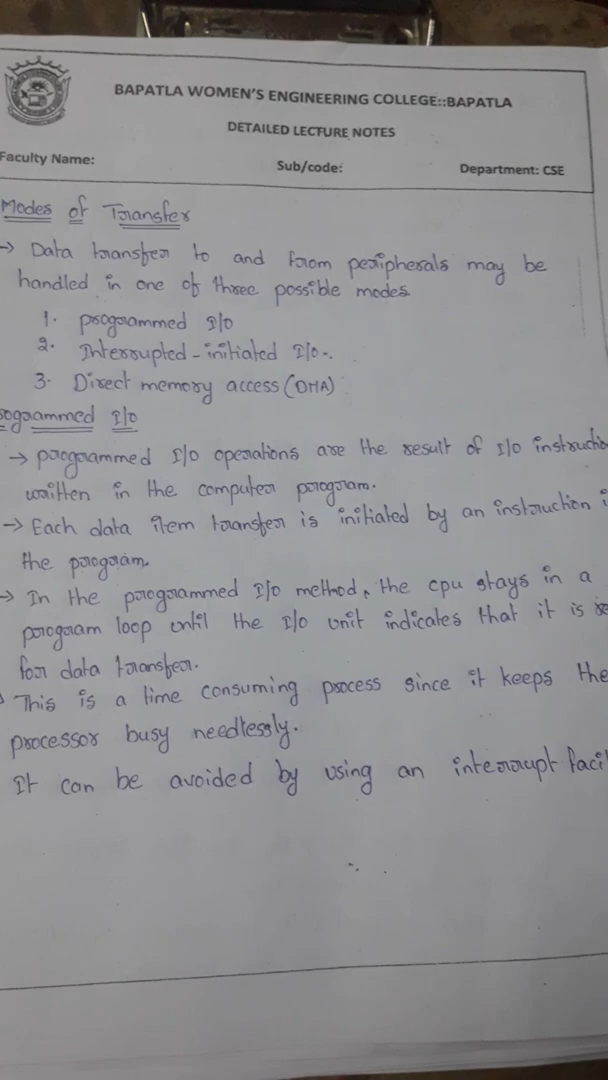 BAPATLA WOMEN'S ENGINEERING COLLEGE::BAPATLA
DETAILED LECTURE NOTES
Faculty Name:
Sub/code:
Department: CSE
Modes of Transfer
→ Data transfer to and from peripherals may be
handled in one of three possible modes.
1. programmed I/O
2. Interrupted-initiated I/O.
3. Direct memory access (DMA)
ogrammed I/O
→ programmed I/O operations are the result of I/O instructio
written in the computer program.
→ Each data item transfer is initiated by an instruction i
the program.
→ In the programmed I/O method, the cpu stays in a
program loop until the I/O unit indicates that it is
for data transfer.
This is a time consuming process since it keeps the
processor busy needlessly.
It can be avoided by using an interrupt facil